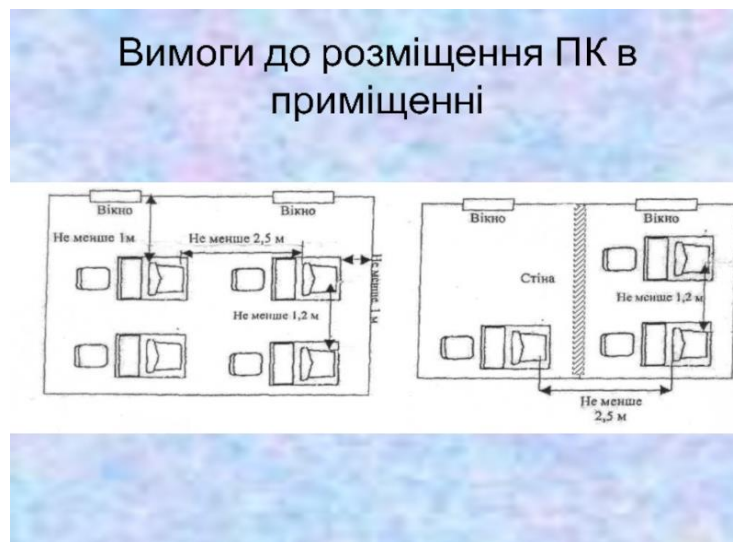 Вимоги до розміщення ПК в
приміщенні
Вікно
Вікно
Не менше 1м
Не менше 2,5 м
Не менше 1 м
Не менше 1,2 м
Вікно
Вікно
Стіна
Не менше 1,2 м
Не менше
2,5 м